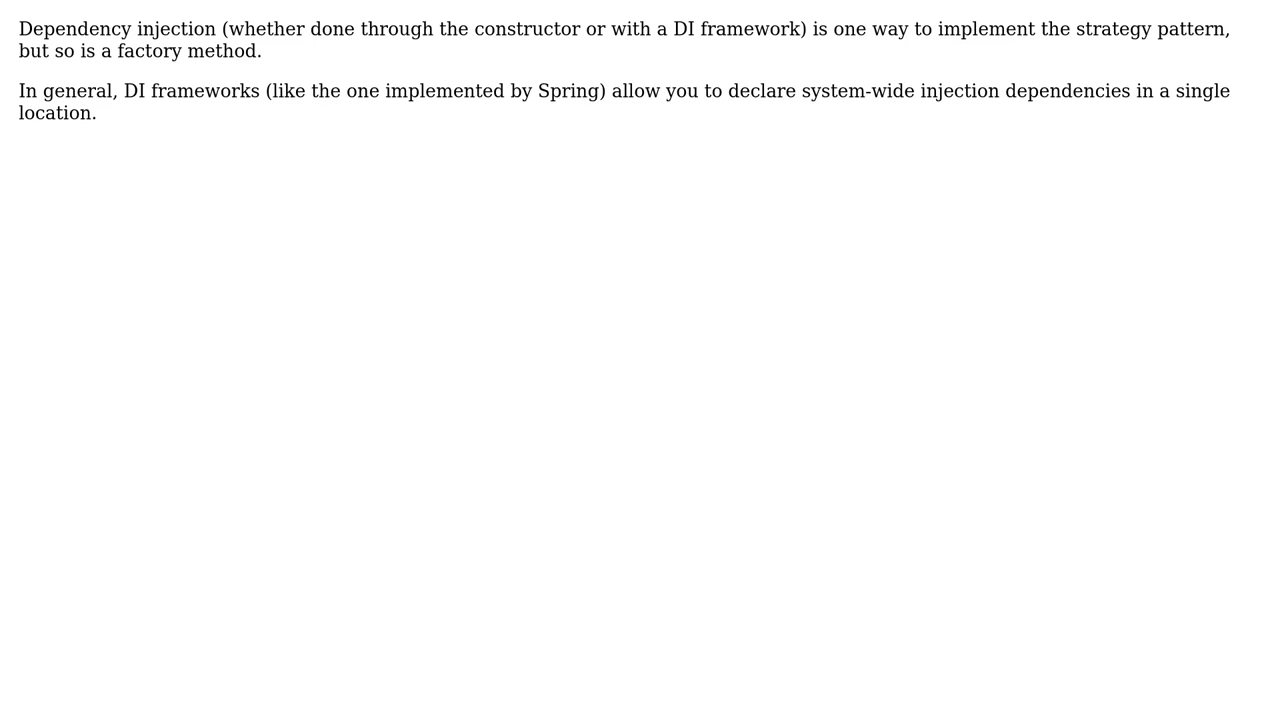 Dependency injection (whether done through the constructor or with a DI framework) is one way to implement the strategy pattern,
but so is a factory method.
In general, DI frameworks (like the one implemented by Spring) allow you to declare system-wide injection dependencies in a single
location.